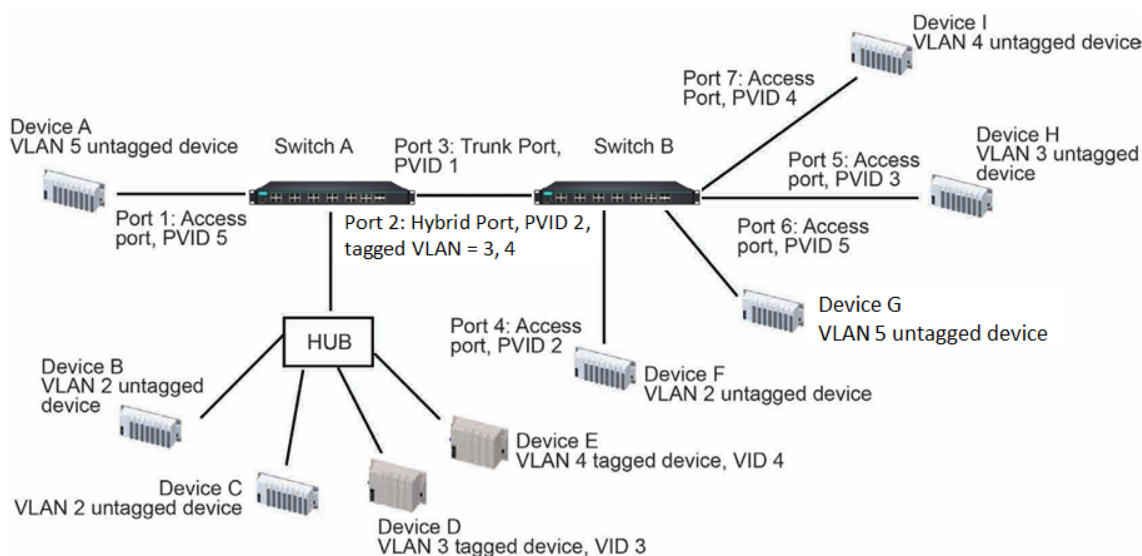 Device I
VLAN 4 untagged device
Port 7: Access
Port, PVID 4
Device A
VLAN 5 untagged device
Switch A
Port 3: Trunk Port,
PVID 1
Switch B
Device H
VLAN 3 untagged
device
Port 5: Access
port, PVID 3
Port 1: Access
port, PVID 5
Port 2: Hybrid Port, PVID 2,
tagged VLAN = 3, 4
Port 6: Access
port, PVID 5
Device G
VLAN 5 untagged device
HUB
Port 4: Access
port, PVID 2
Device B
VLAN 2 untagged
device
Device F
VLAN 2 untagged device
Device E
VLAN 4 tagged device, VID 4
Device C
VLAN 2 untagged device
Device D
VLAN 3 tagged device, VID 3